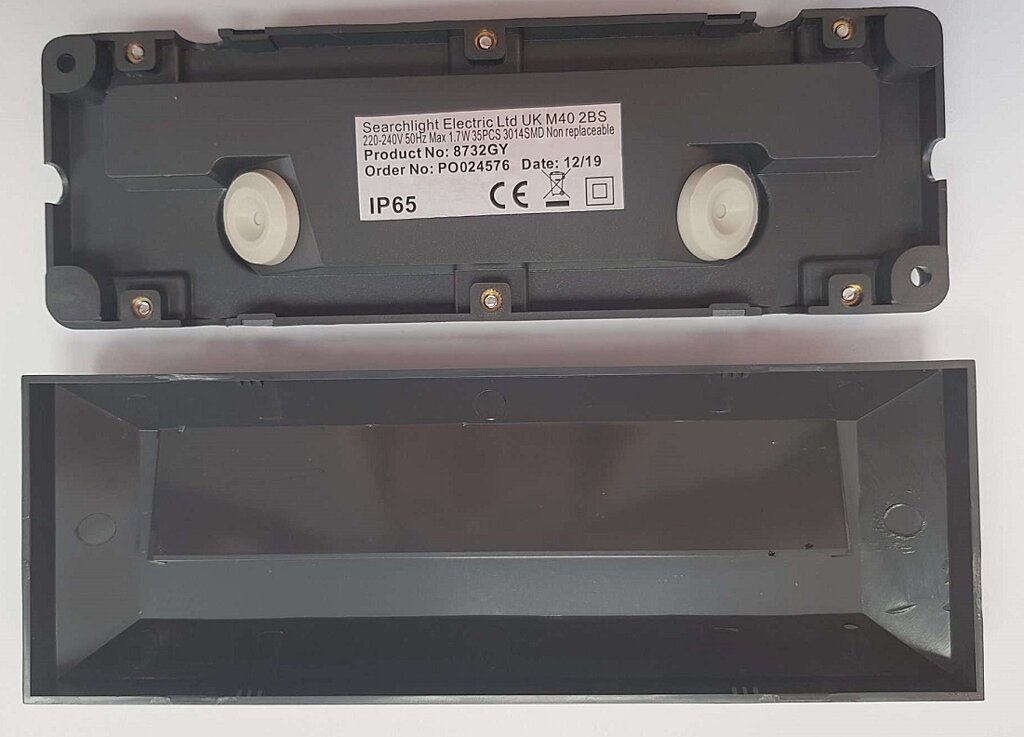 Searchlight Electric Ltd UK M40 2BS
220-240V 50Hz Max 1.7W 35PCS 3014SMD Non replaceable
Product No: 8732GY
Order No: PO024576 Date: 12/19
IP65 CE